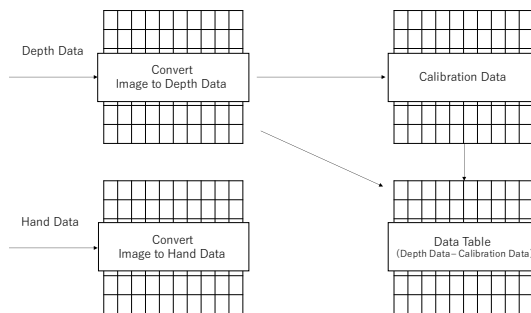 Depth Data
Convert
Image to Depth Data
Calibration Data
Hand Data
Convert
Image to Hand Data
Data Table
(Depth Data– Calibration Data)